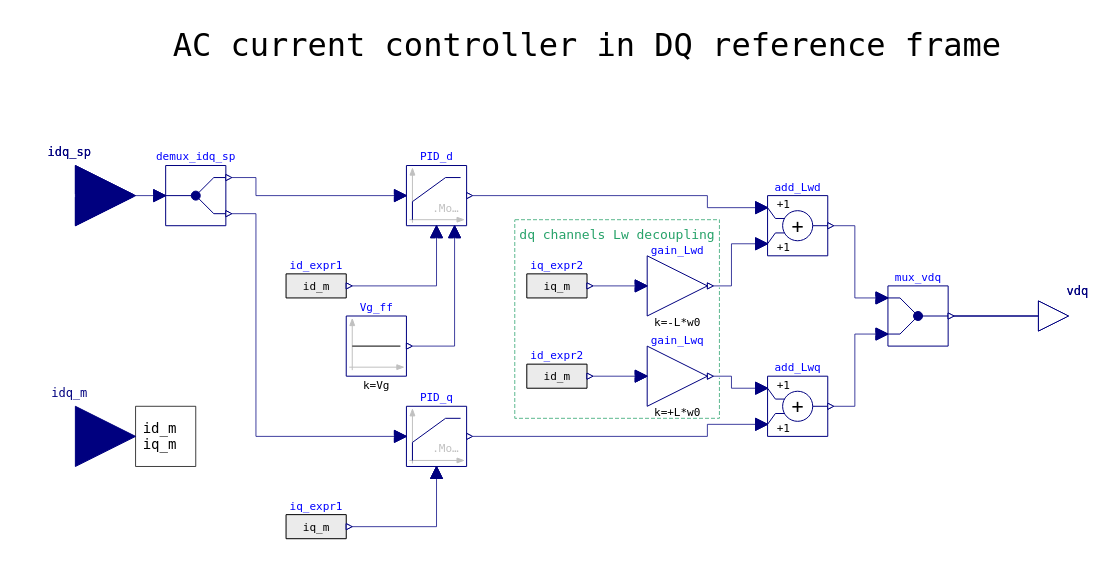 AC current controller in DQ reference frame
idq_sp
demux_idq_sp
PID_d
.Mo…
add_Lwd
+1
+
+1
dq channels Lw decoupling
id_expr1
id_m
iq_expr2
iq_m
gain_Lwd
k=-L*w0
Vg_ff
k=Vg
mux_vdq
vdq
id_expr2
id_m
gain_Lwq
k=+L*w0
add_Lwq
+1
+
+1
idq_m
id_m
iq_m
PID_q
.Mo…
iq_expr1
iq_m